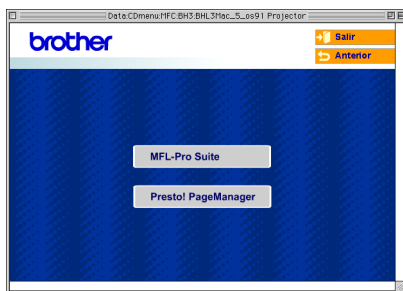 Data:CDmenu:MFC:BH3:BHL3Mac_5_os91 Projector
brother
Salir
Anterior
MFL-Pro Suite
Presto! PageManager